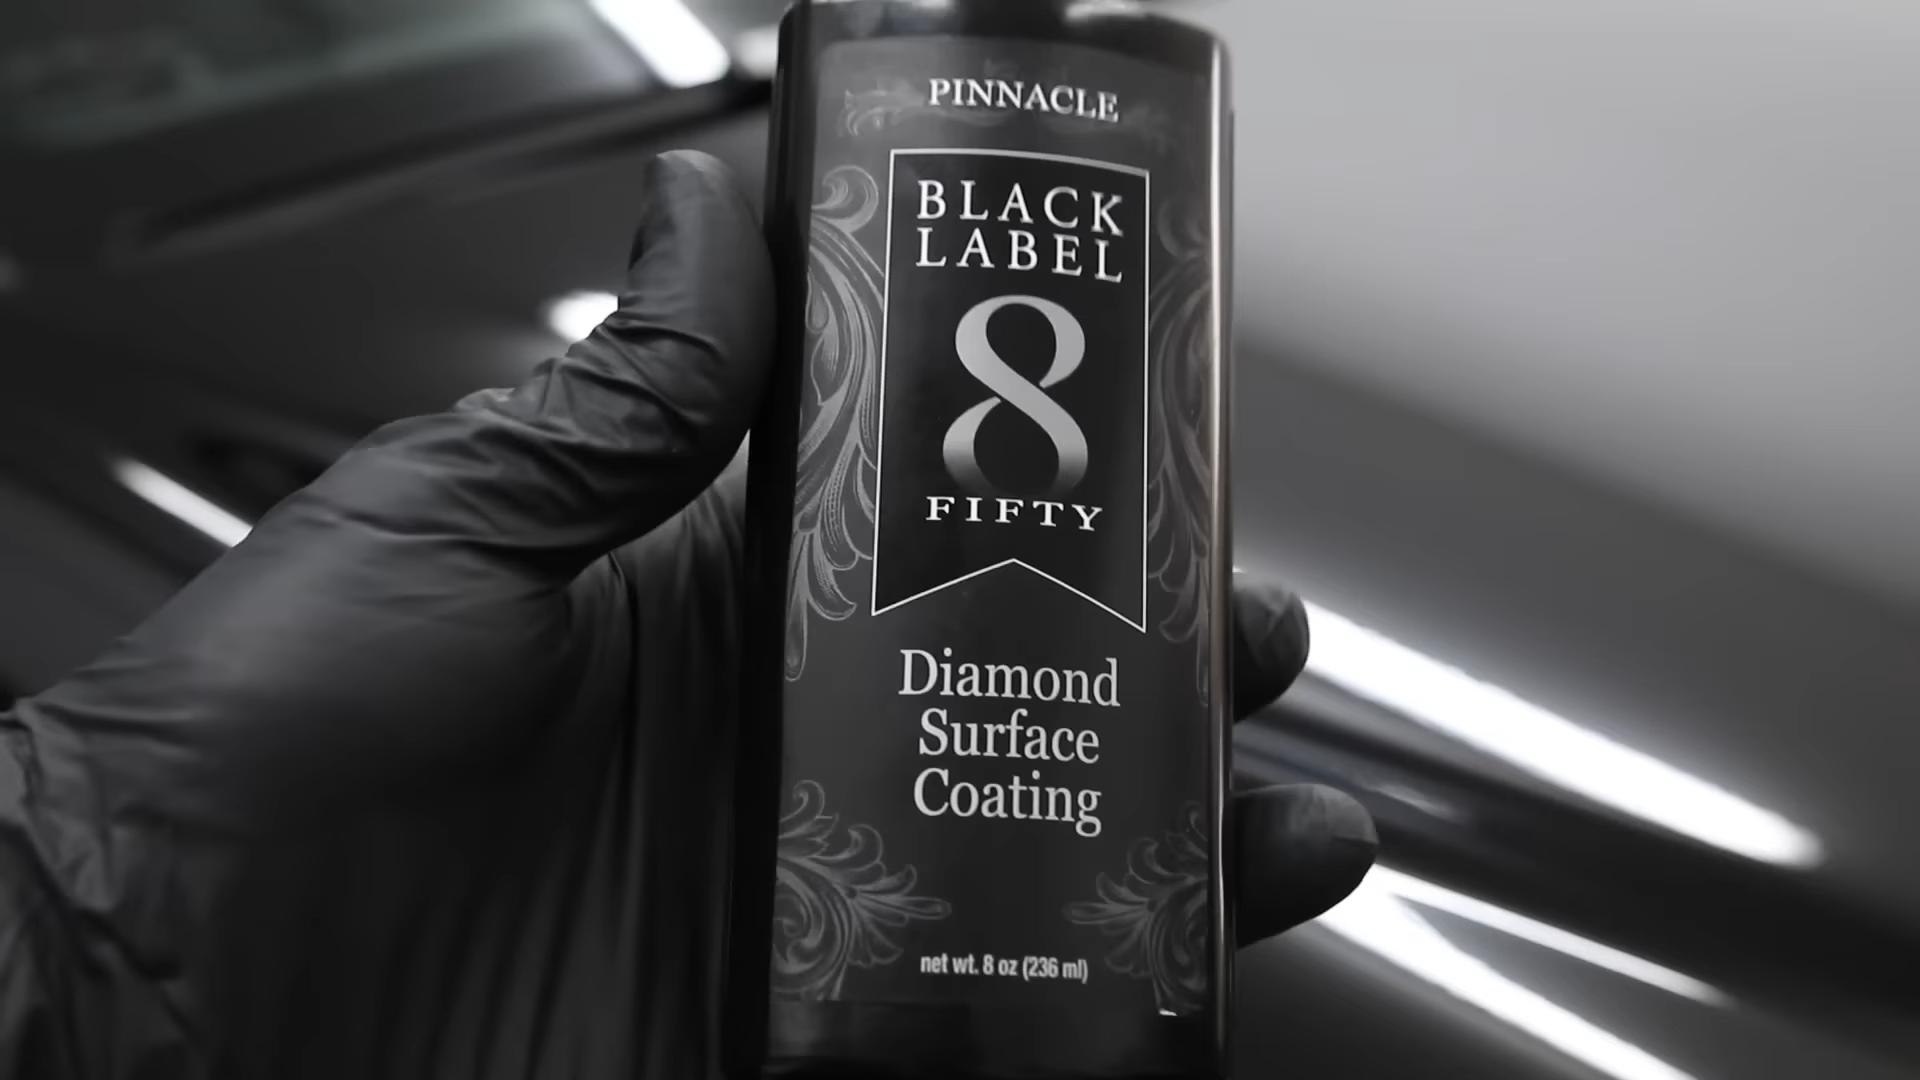 PINNACLE
BLACK
LABEL
8
FIFTY
Diamond
Surface
Coating
net wt. 8 oz (236 ml)